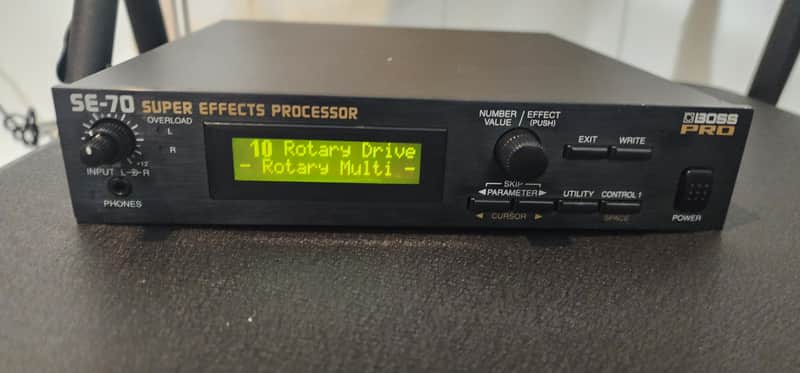 SE-70 SUPER EFFECTS PROCESSOR
OVERLOAD
L
R
+12
INPUT L R
PHONES
10 Rotary Drive
- Rotary Multi -
NUMBER / EFFECT
VALUE / (PUSH)
EXIT WRITE
SKIP
◀ PARAMETER ▶
◀ CURSOR ▶
UTILITY
CONTROL 1
SPACE
BOSS
PRO
POWER